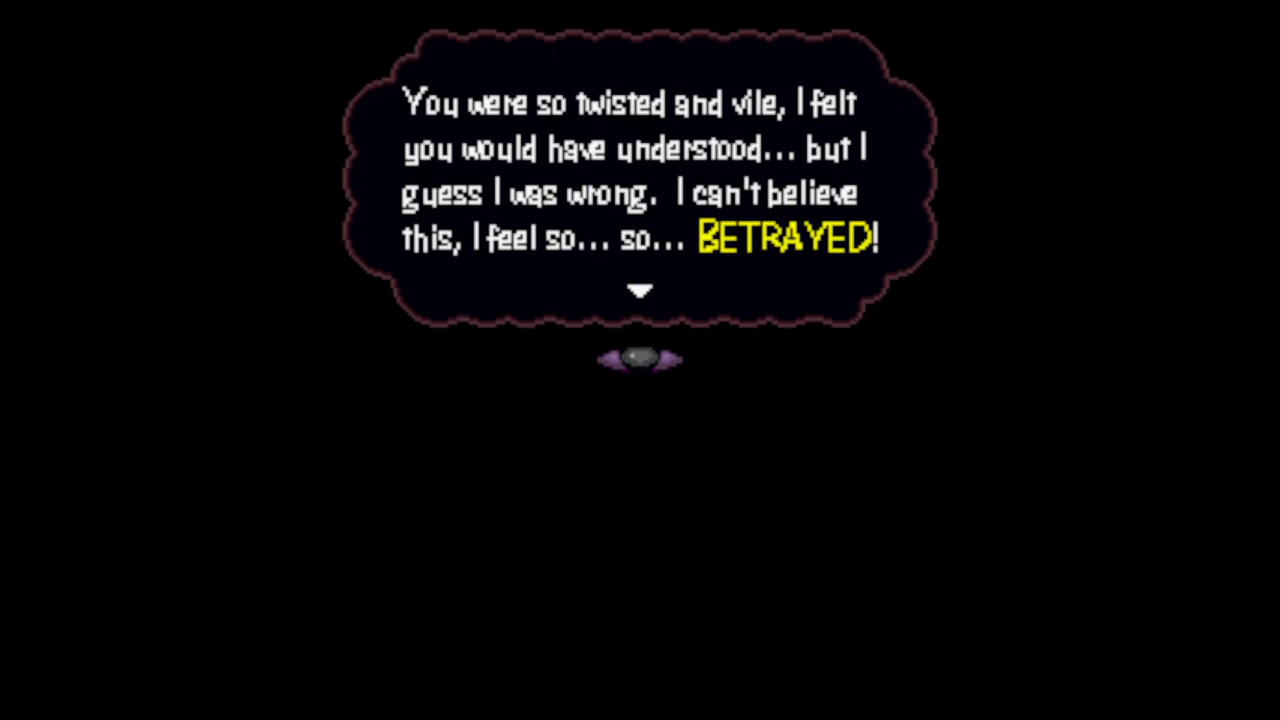 You were so twisted and vile, I felt
you would have understood... but I
guess I was wrong.  I can't believe
this, I feel so... so... BETRAYED!